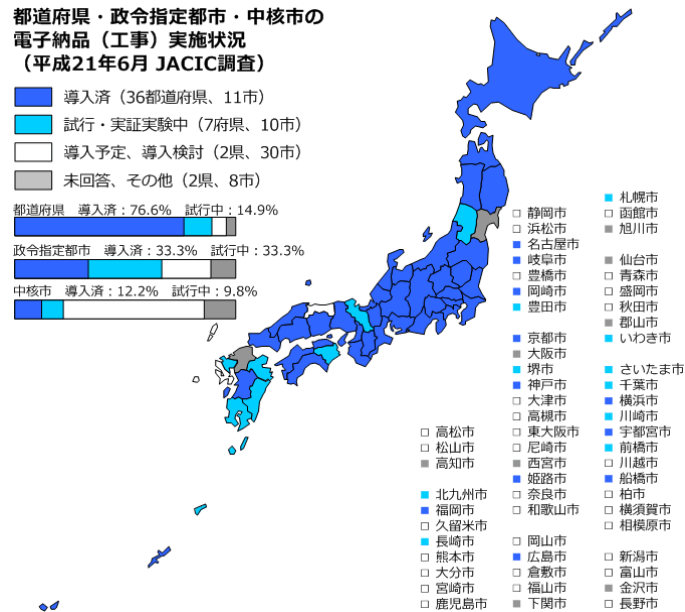 都道府県・政令指定都市・中核市の
電子納品（工事）実施状況
（平成21年6月 JACIC調査）
導入済（36都道府県、11市）
試行・実証実験中（7府県、10市）
導入予定、導入検討（2県、30市）
未回答、その他（2県、8市）
都道府県　導入済：76.6%　試行中：14.9%
政令指定都市　導入済：33.3%　試行中：33.3%
中核市　導入済：12.2%　試行中：9.8%
高松市
松山市
高知市
北九州市
福岡市
久留米市
長崎市
熊本市
大分市
宮崎市
鹿児島市
静岡市
浜松市
名古屋市
岐阜市
豊橋市
岡崎市
豊田市
京都市
大阪市
堺市
神戸市
大津市
高槻市
東大阪市
尼崎市
西宮市
姫路市
奈良市
和歌山市
岡山市
広島市
倉敷市
福山市
下関市
札幌市
函館市
旭川市
仙台市
青森市
盛岡市
秋田市
郡山市
いわき市
さいたま市
千葉市
横浜市
川崎市
宇都宮市
前橋市
川越市
船橋市
柏市
横須賀市
相模原市
新潟市
富山市
金沢市
長野市